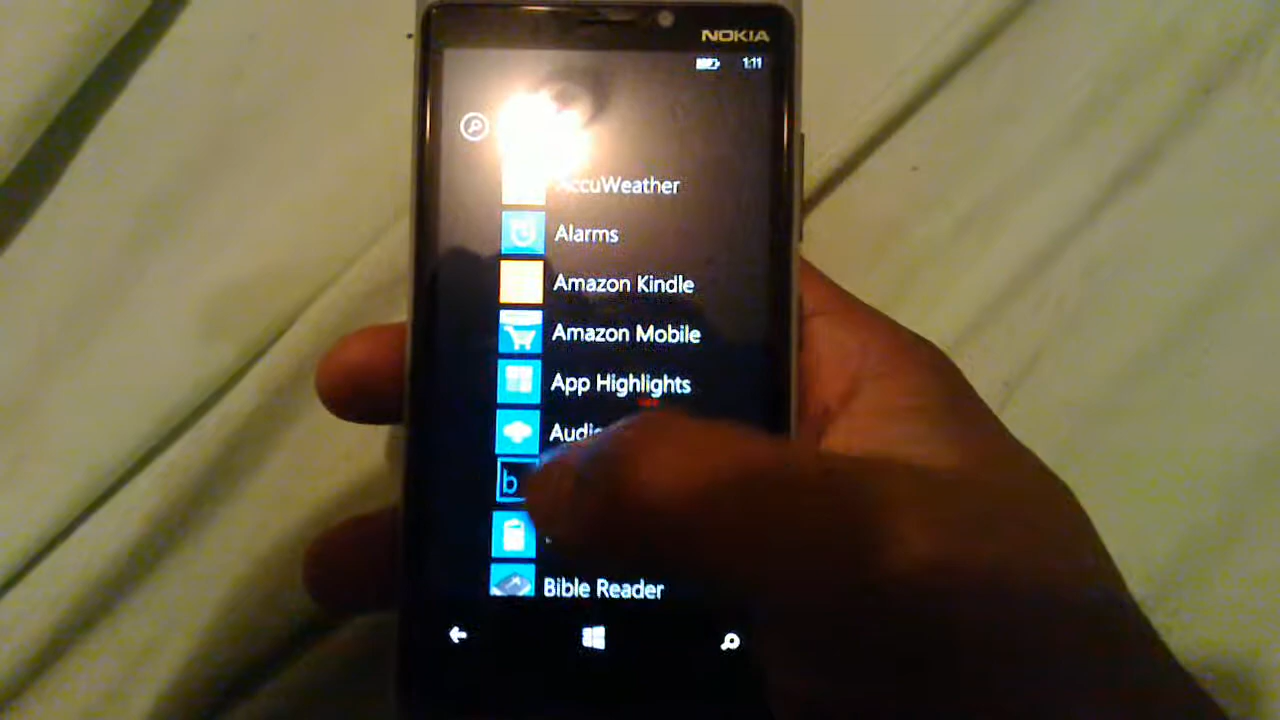 NOKIA
1:11
AccuWeather
Alarms
Amazon Kindle
Amazon Mobile
App Highlights
b
Bible Reader